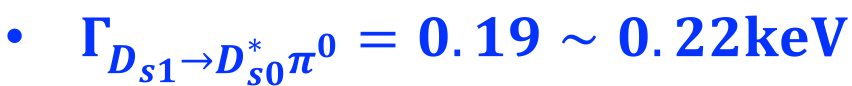 • Γ_{D_{s1}→D_{s0}^{*}π^{0}} = 0.19 ~ 0.22keV